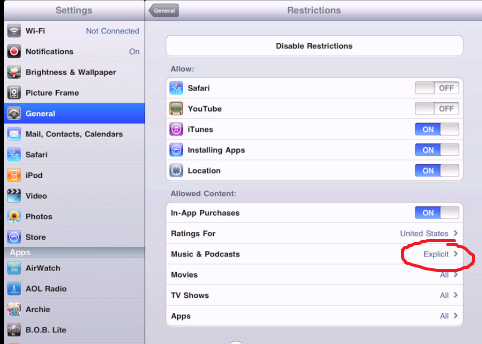 Settings
Wi-Fi Not Connected
Notifications On
Brightness & Wallpaper
Picture Frame
General
Mail, Contacts, Calendars
Safari
iPod
Video
Photos
Store
Apps
AirWatch
AOL Radio
Archie
B.O.B. Lite
General Restrictions
Disable Restrictions
Allow:
Safari OFF
YouTube OFF
iTunes ON
Installing Apps ON
Location ON
Allowed Content:
In-App Purchases ON
Ratings For United States
Music & Podcasts Explicit
Movies All
TV Shows All
Apps All